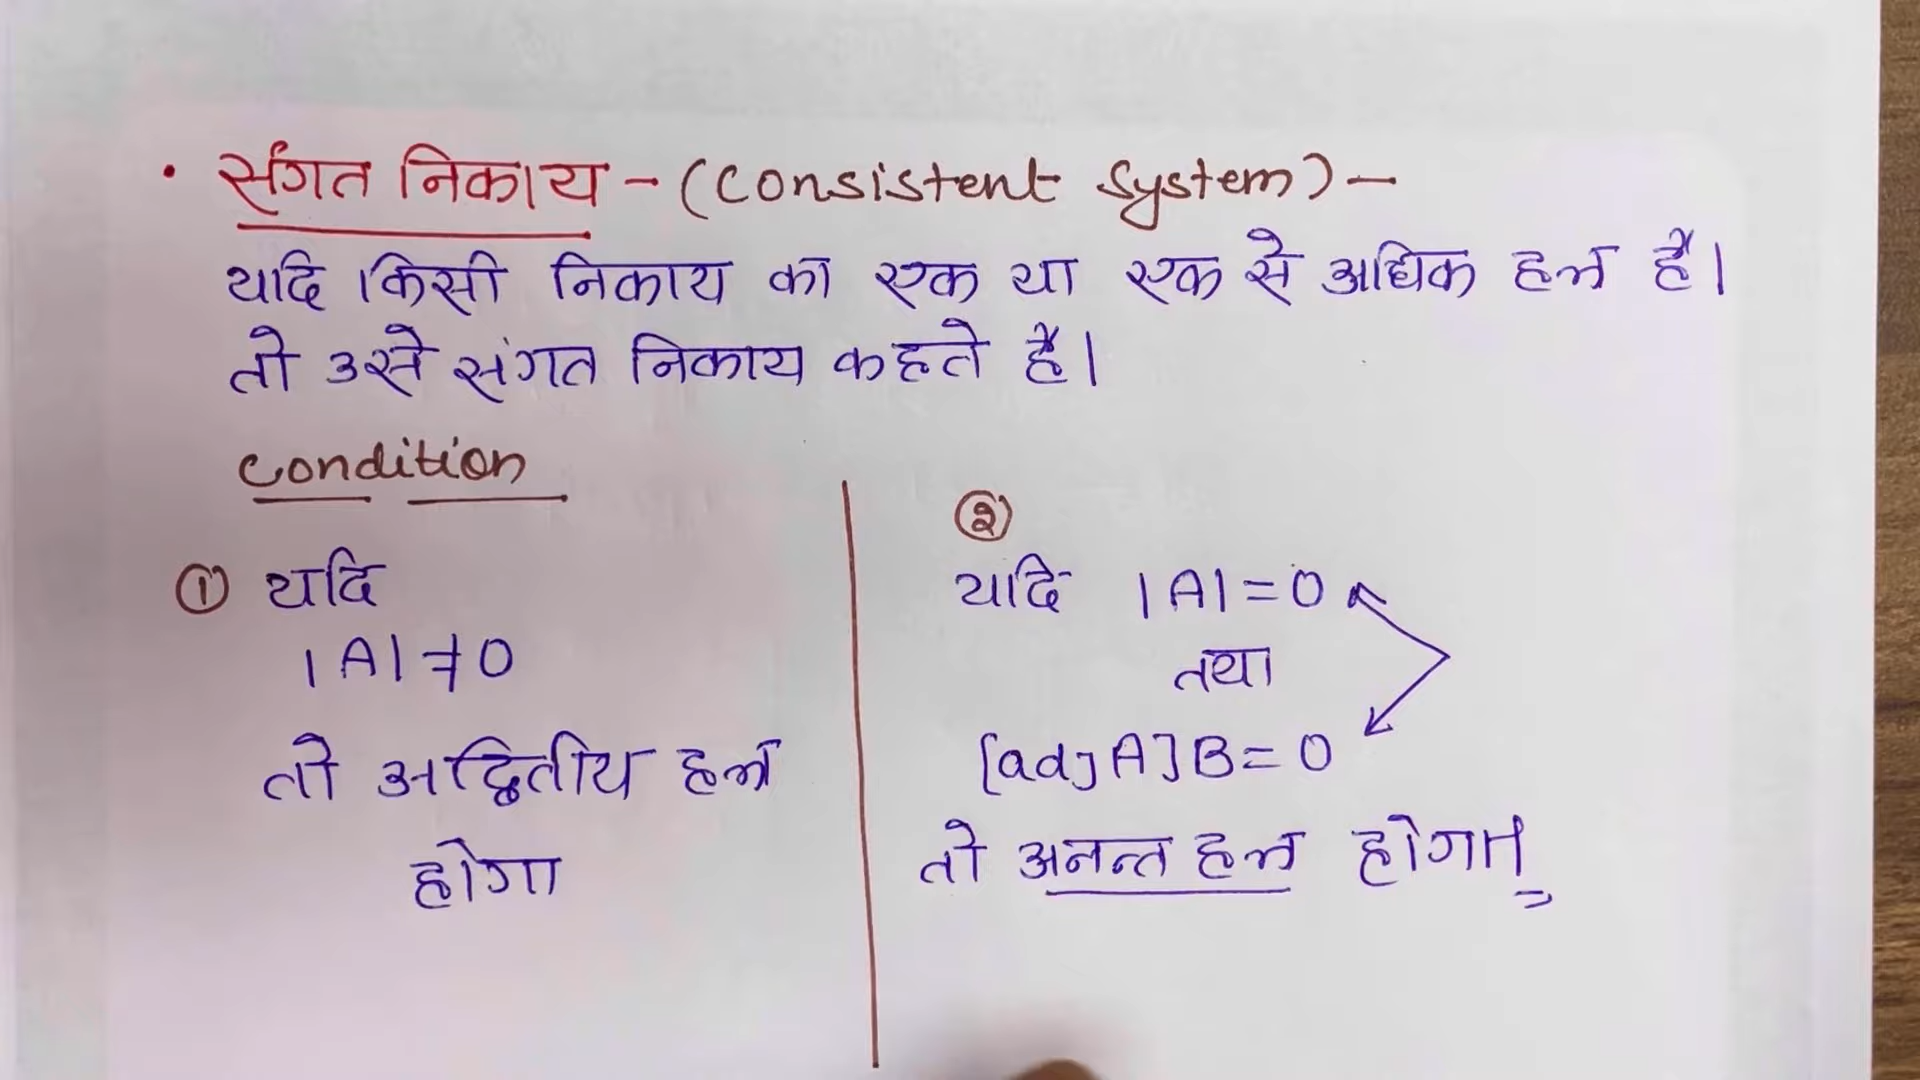 • संगत निकाय - (Consistent System) -
यदि किसी निकाय का एक या एक से अधिक हल है।
तो उसे संगत निकाय कहते है।
Condition
① यदि
|A| ≠ 0
तो अद्वितीय हल
होगा
②
यदि |A| = 0
तथा
[adj A] B = 0
तो अनन्त हल होगा